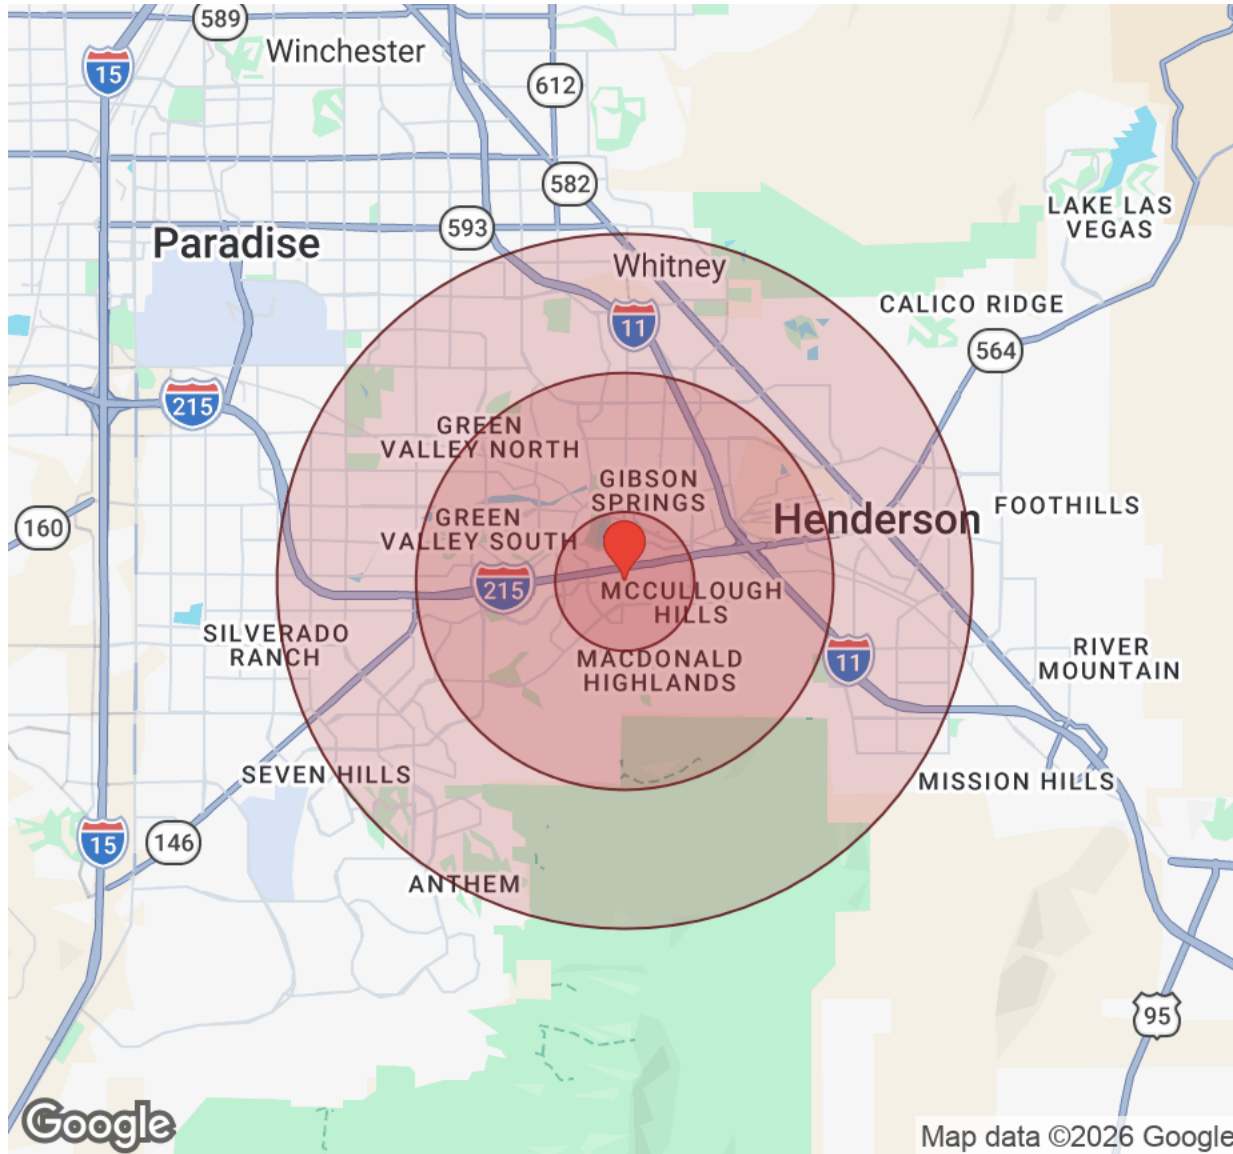 589
Winchester
15
612
582
593
LAKE LAS
VEGAS
Paradise
Whitney
CALICO RIDGE
11
564
215
GREEN
VALLEY NORTH
GIBSON
SPRINGS
GREEN
VALLEY SOUTH
Henderson
FOOTHILLS
160
215
MCCULLOUGH
HILLS
SILVERADO
RANCH
MACDONALD
HIGHLANDS
11
RIVER
MOUNTAIN
SEVEN HILLS
MISSION HILLS
15
146
ANTHEM
95
Google
Map data ©2026 Google